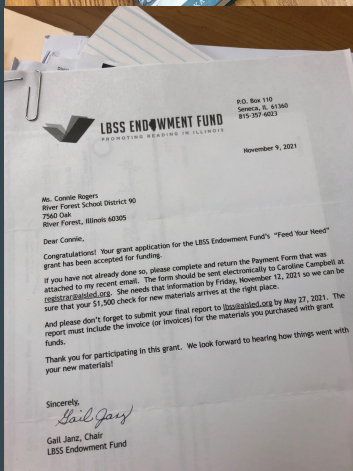 LBSS ENDOWMENT FUND
PROMOTING READING IN ILLINOIS
P.O. Box 110
Seneca, IL 61360
815-357-6023
November 9, 2021
Ms. Connie Rogers
River Forest School District 90
7560 Oak
River Forest, Illinois 60305
Dear Connie,
Congratulations! Your grant application for the LBSS Endowment Fund's "Feed Your Need"
grant has been accepted for funding.
If you have not already done so, please complete and return the Payment Form that was
attached to my recent email. The form should be sent electronically to Caroline Campbell at
registrar@aisled.org. She needs that information by Friday, November 12, 2021 so we can be
sure that your $1,500 check for new materials arrives at the right place.
And please don't forget to submit your final report to lbss@aisled.org by May 27, 2021. The
report must include the invoice (or invoices) for the materials you purchased with grant
funds.
Thank you for participating in this grant. We look forward to hearing how things went with
your new materials!
Sincerely,
Gail Janz
Gail Janz, Chair
LBSS Endowment Fund